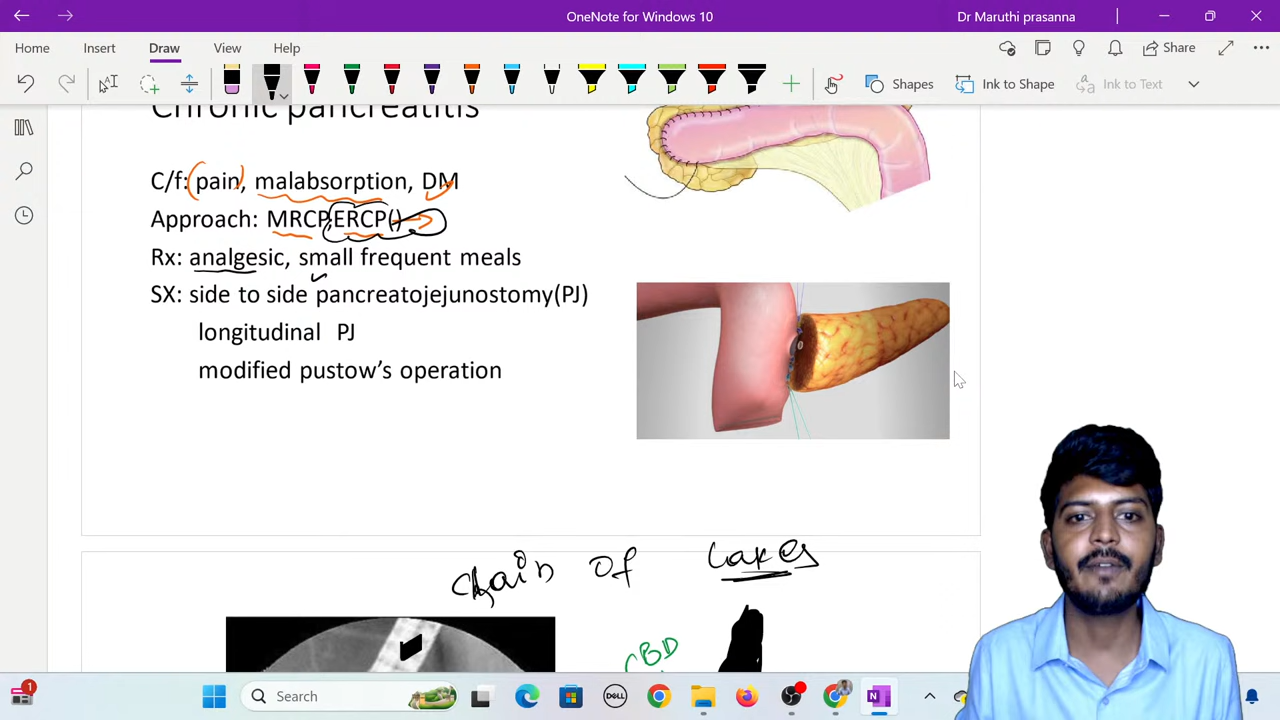 OneNote for Windows 10
Dr Maruthi prasanna
Home Insert Draw View Help
Share
Shapes
Ink to Shape
Ink to Text
Chronic pancreatitis
C/f: pain, malabsorption, DM
Approach: MRCP,ERCP()
Rx: analgesic, small frequent meals
SX: side to side pancreatojejunostomy(PJ)
longitudinal PJ
modified pustow's operation
Chain of Lakes
CBD
1
Search
DELL